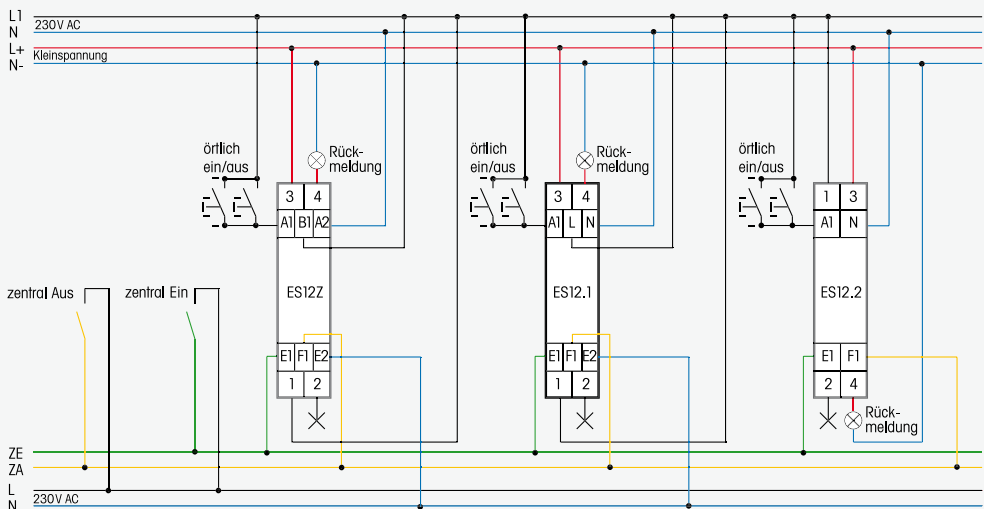 L1
230V AC
N
L+
Kleinspannung
N-
örtlich
ein/aus
Rück-
meldung
örtlich
ein/aus
Rück-
meldung
örtlich
ein/aus
3 4
A1 B1 A2
3 4
A1 L N
1 3
A1 N
zentral Aus
zentral Ein
ES12Z
ES12.1
ES12.2
E1 F1 E2
1 2
E1 F1 E2
1 2
E1 F1
2 4
Rück-
meldung
ZE
ZA
L
230V AC
N